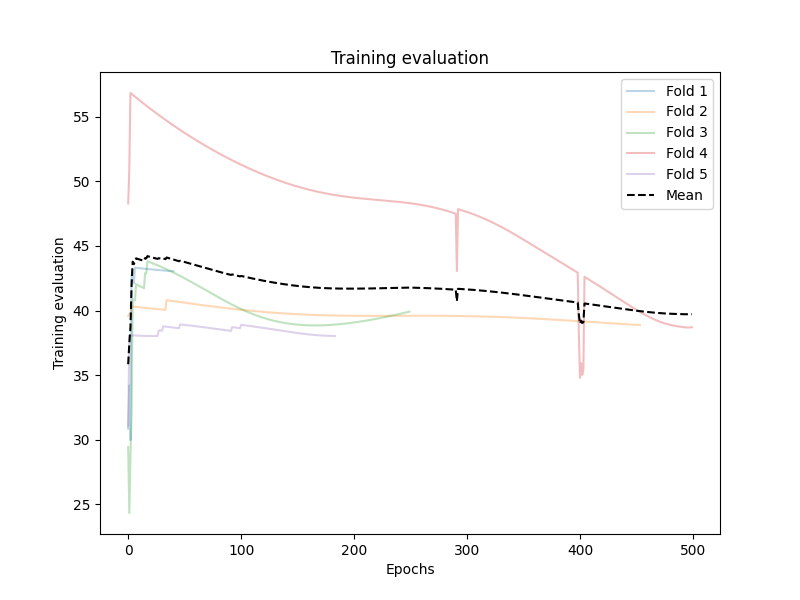 Training evaluation
Training evaluation
55
50
45
40
35
30
25
0
100
200
300
400
500
Epochs
Fold 1
Fold 2
Fold 3
Fold 4
Fold 5
Mean